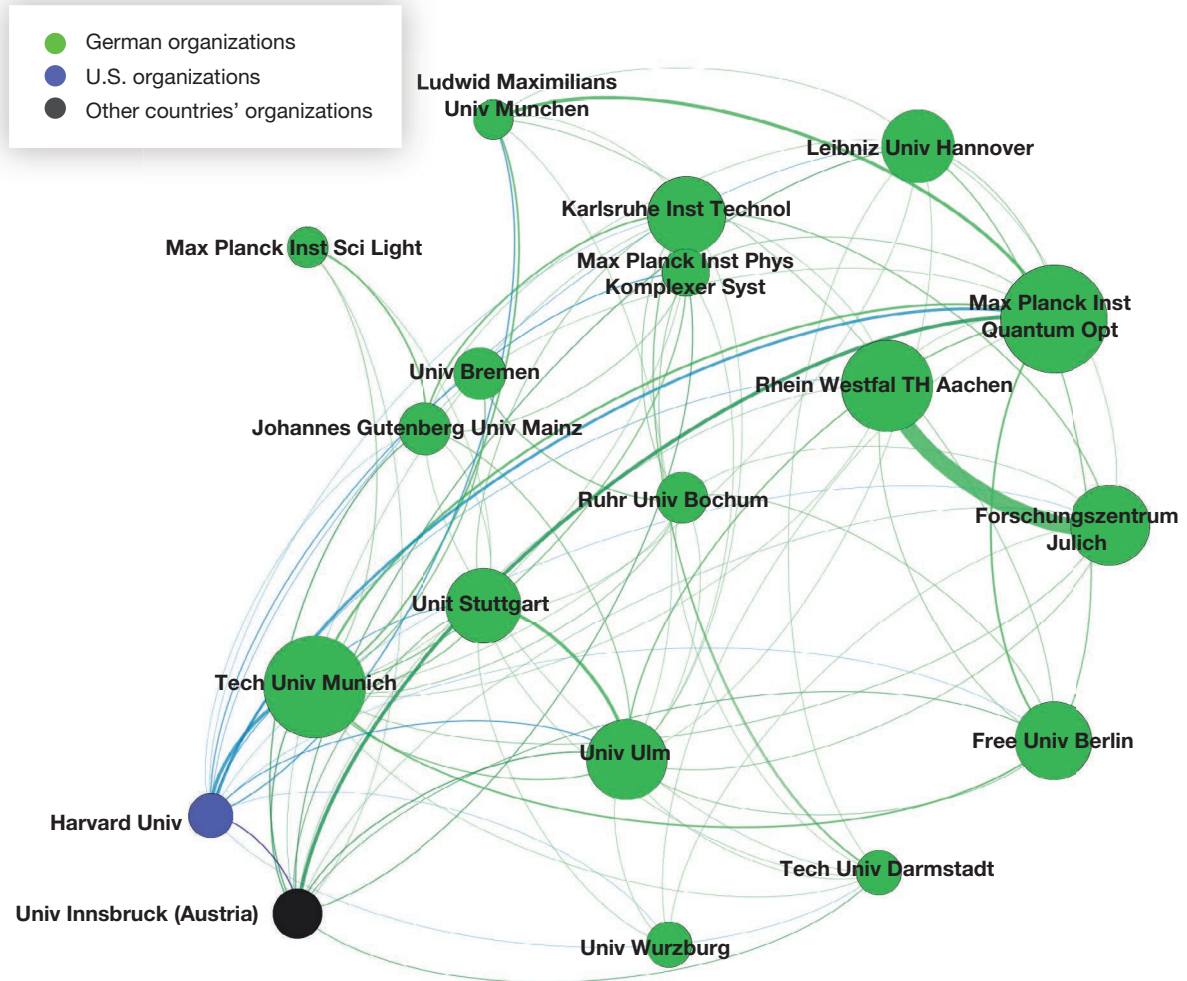 German organizations
U.S. organizations
Other countries’ organizations
Ludwid Maximilians
Univ Munchen
Leibniz Univ Hannover
Karlsruhe Inst Technol
Max Planck Inst Sci Light
Max Planck Inst Phys
Komplexer Syst
Max Planck Inst
Quantum Opt
Univ Bremen
Rhein Westfal TH Aachen
Johannes Gutenberg Univ Mainz
Ruhr Univ Bochum
Forschungszentrum
Julich
Unit Stuttgart
Tech Univ Munich
Univ Ulm
Free Univ Berlin
Harvard Univ
Tech Univ Darmstadt
Univ Innsbruck (Austria)
Univ Wurzburg